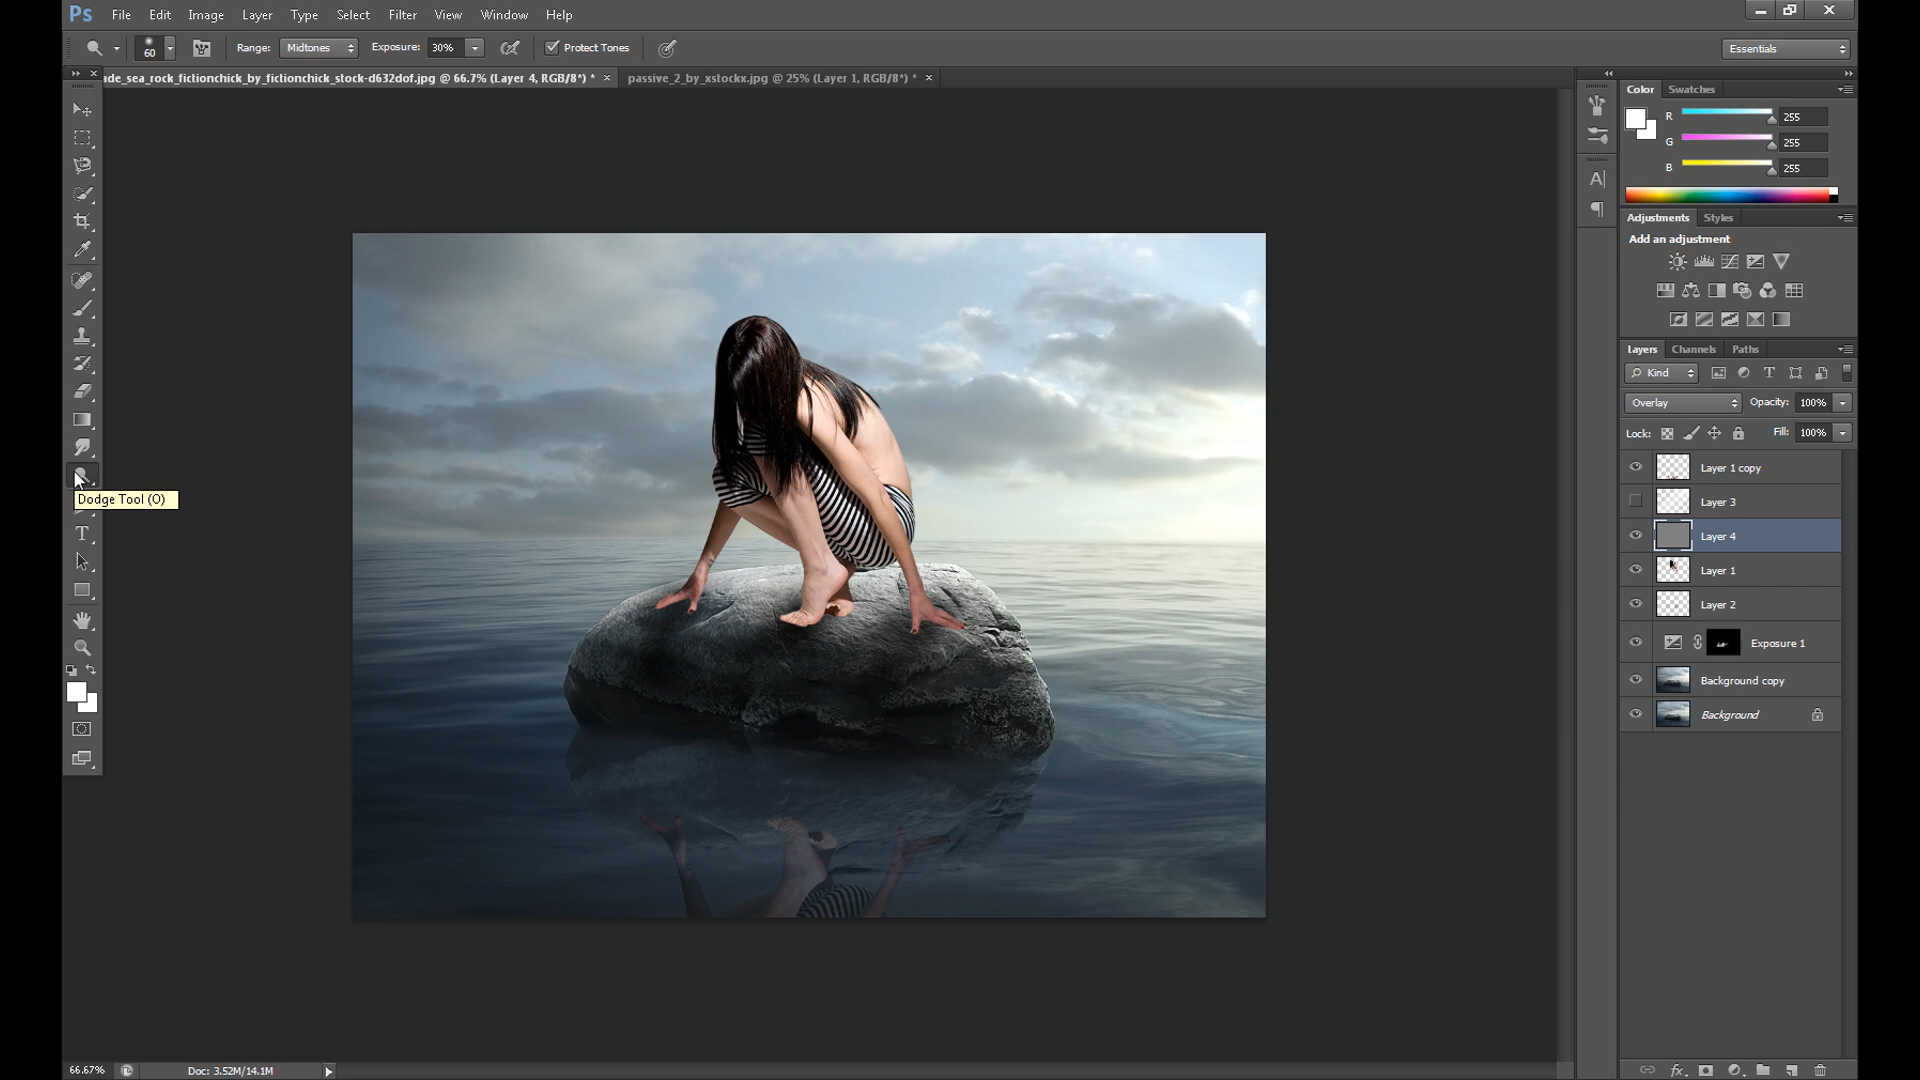 Ps File Edit Image Layer Type Select Filter View Window Help
60 Range: Midtones Exposure: 30% Protect Tones Essentials
ade_sea_rock_fictionchick_by_fictionchick_stock-d632dof.jpg @ 66.7% (Layer 4, RGB/8*) * × passive_2_by_xstockx.jpg @ 25% (Layer 1, RGB/8*) * ×
Color Swatches
R 255
G 255
B 255
Adjustments Styles
Add an adjustment
Layers Channels Paths
Kind
Overlay Opacity: 100%
Lock: Fill: 100%
Layer 1 copy
Layer 3
Layer 4
Layer 1
Layer 2
Exposure 1
Background copy
Background
Dodge Tool (O)
66.67% Doc: 3.52M/14.1M